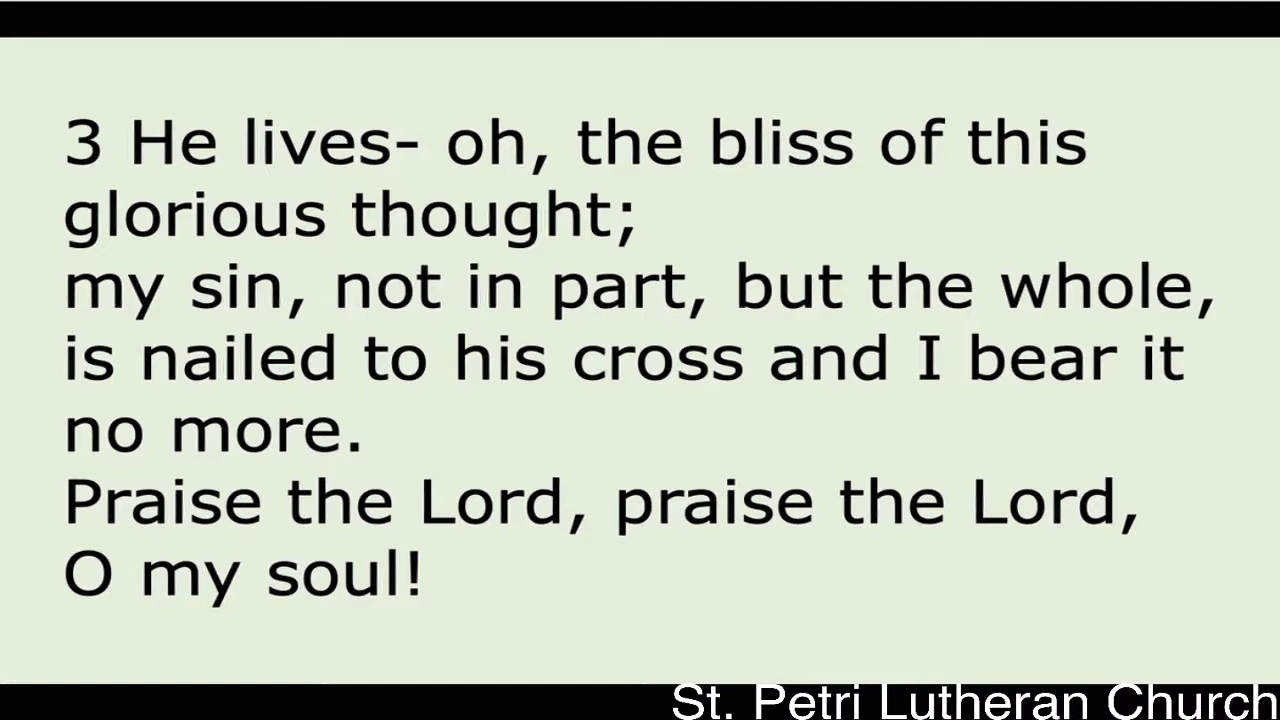 3 He lives- oh, the bliss of this
glorious thought;
my sin, not in part, but the whole,
is nailed to his cross and I bear it
no more.
Praise the Lord, praise the Lord,
O my soul!
St. Petri Lutheran Church